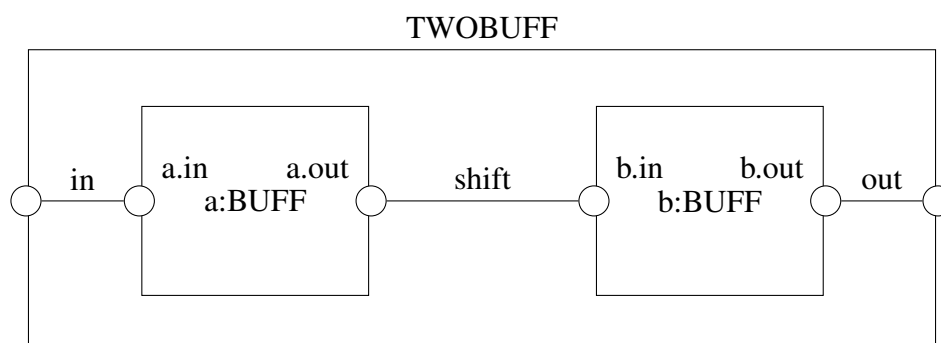 TWOBUFF
in
a.in
a.out
a:BUFF
shift
b.in
b.out
b:BUFF
out